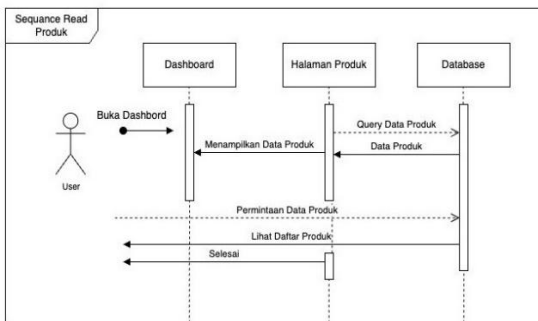 Sequance Read
Produk
Dashboard
Halaman Produk
Database
Buka Dashbord
Query Data Produk
Menampilkan Data Produk
Data Produk
User
Permintaan Data Produk
Lihat Daftar Produk
Selesai